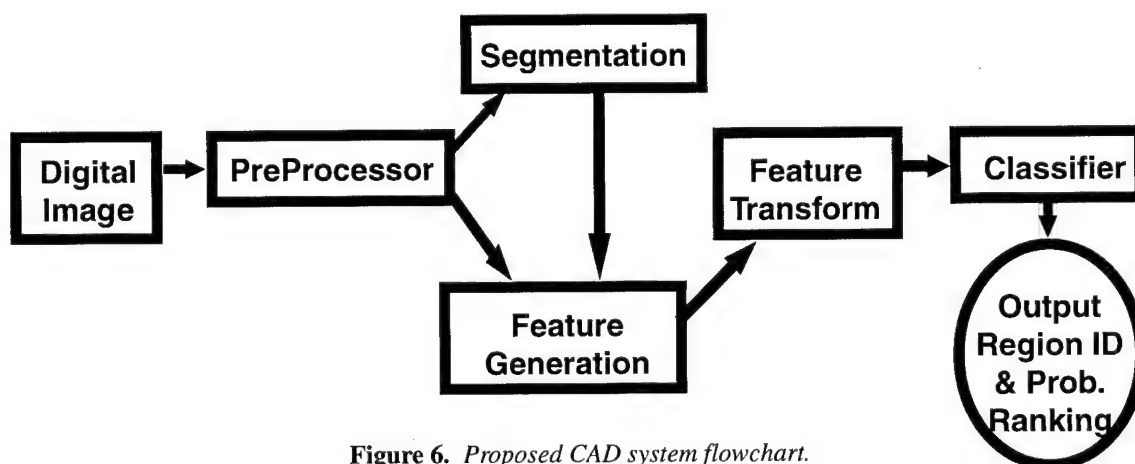 Segmentation
Digital
Image
PreProcessor
Feature
Generation
Feature
Transform
Classifier
Output
Region ID
& Prob.
Ranking
Figure 6. Proposed CAD system flowchart.